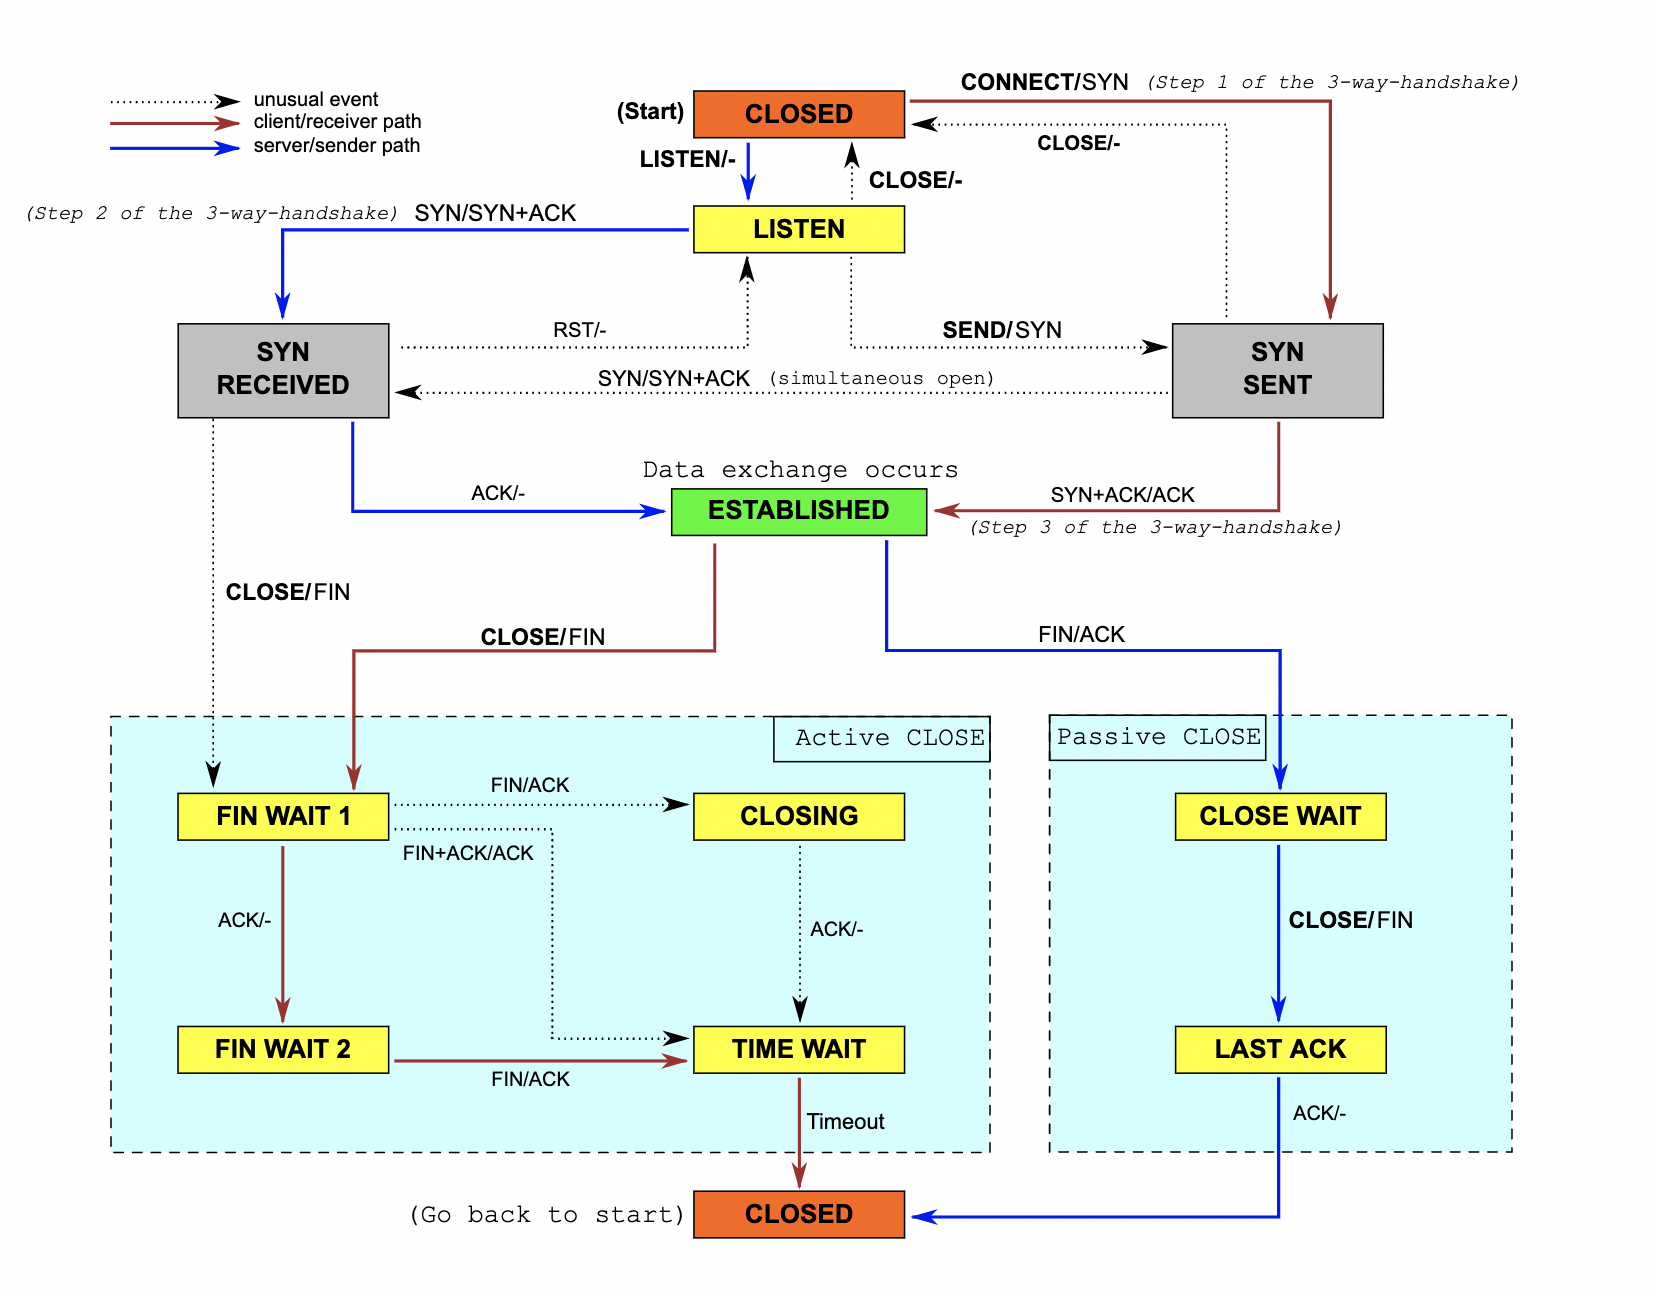 unusual event
client/receiver path
server/sender path
CONNECT/SYN (Step 1 of the 3-way-handshake)
(Start)
CLOSED
CLOSE/-
LISTEN/-
CLOSE/-
(Step 2 of the 3-way-handshake) SYN/SYN+ACK
LISTEN
RST/-
SEND/SYN
SYN
RECEIVED
SYN
SENT
SYN/SYN+ACK (simultaneous open)
Data exchange occurs
ACK/-
ESTABLISHED
SYN+ACK/ACK
(Step 3 of the 3-way-handshake)
CLOSE/FIN
CLOSE/FIN
FIN/ACK
Active CLOSE
Passive CLOSE
FIN WAIT 1
FIN/ACK
CLOSING
CLOSE WAIT
FIN+ACK/ACK
ACK/-
ACK/-
CLOSE/FIN
FIN WAIT 2
TIME WAIT
LAST ACK
FIN/ACK
Timeout
ACK/-
(Go back to start)
CLOSED